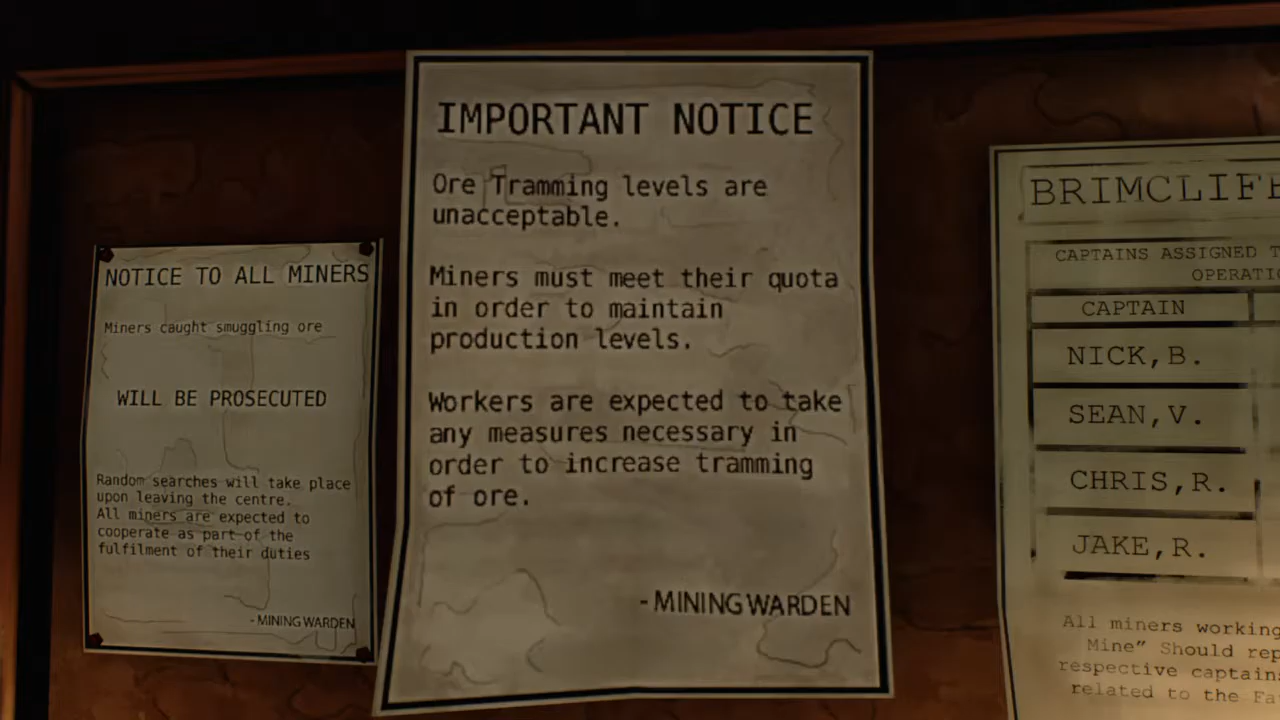 NOTICE TO ALL MINERS
Miners caught smuggling ore
WILL BE PROSECUTED
Random searches will take place
upon leaving the centre.
All miners are expected to
cooperate as part of the
fulfilment of their duties
- MINING WARDEN
IMPORTANT NOTICE
Ore Tramming levels are
unacceptable.
Miners must meet their quota
in order to maintain
production levels.
Workers are expected to take
any measures necessary in
order to increase tramming
of ore.
- MINING WARDEN
BRIMCLIFF
CAPTAINS ASSIGNED
CAPTAIN
NICK,B.
SEAN,V.
CHRIS,R.
JAKE,R.
All miners working
Mine” Should
respective
related to the